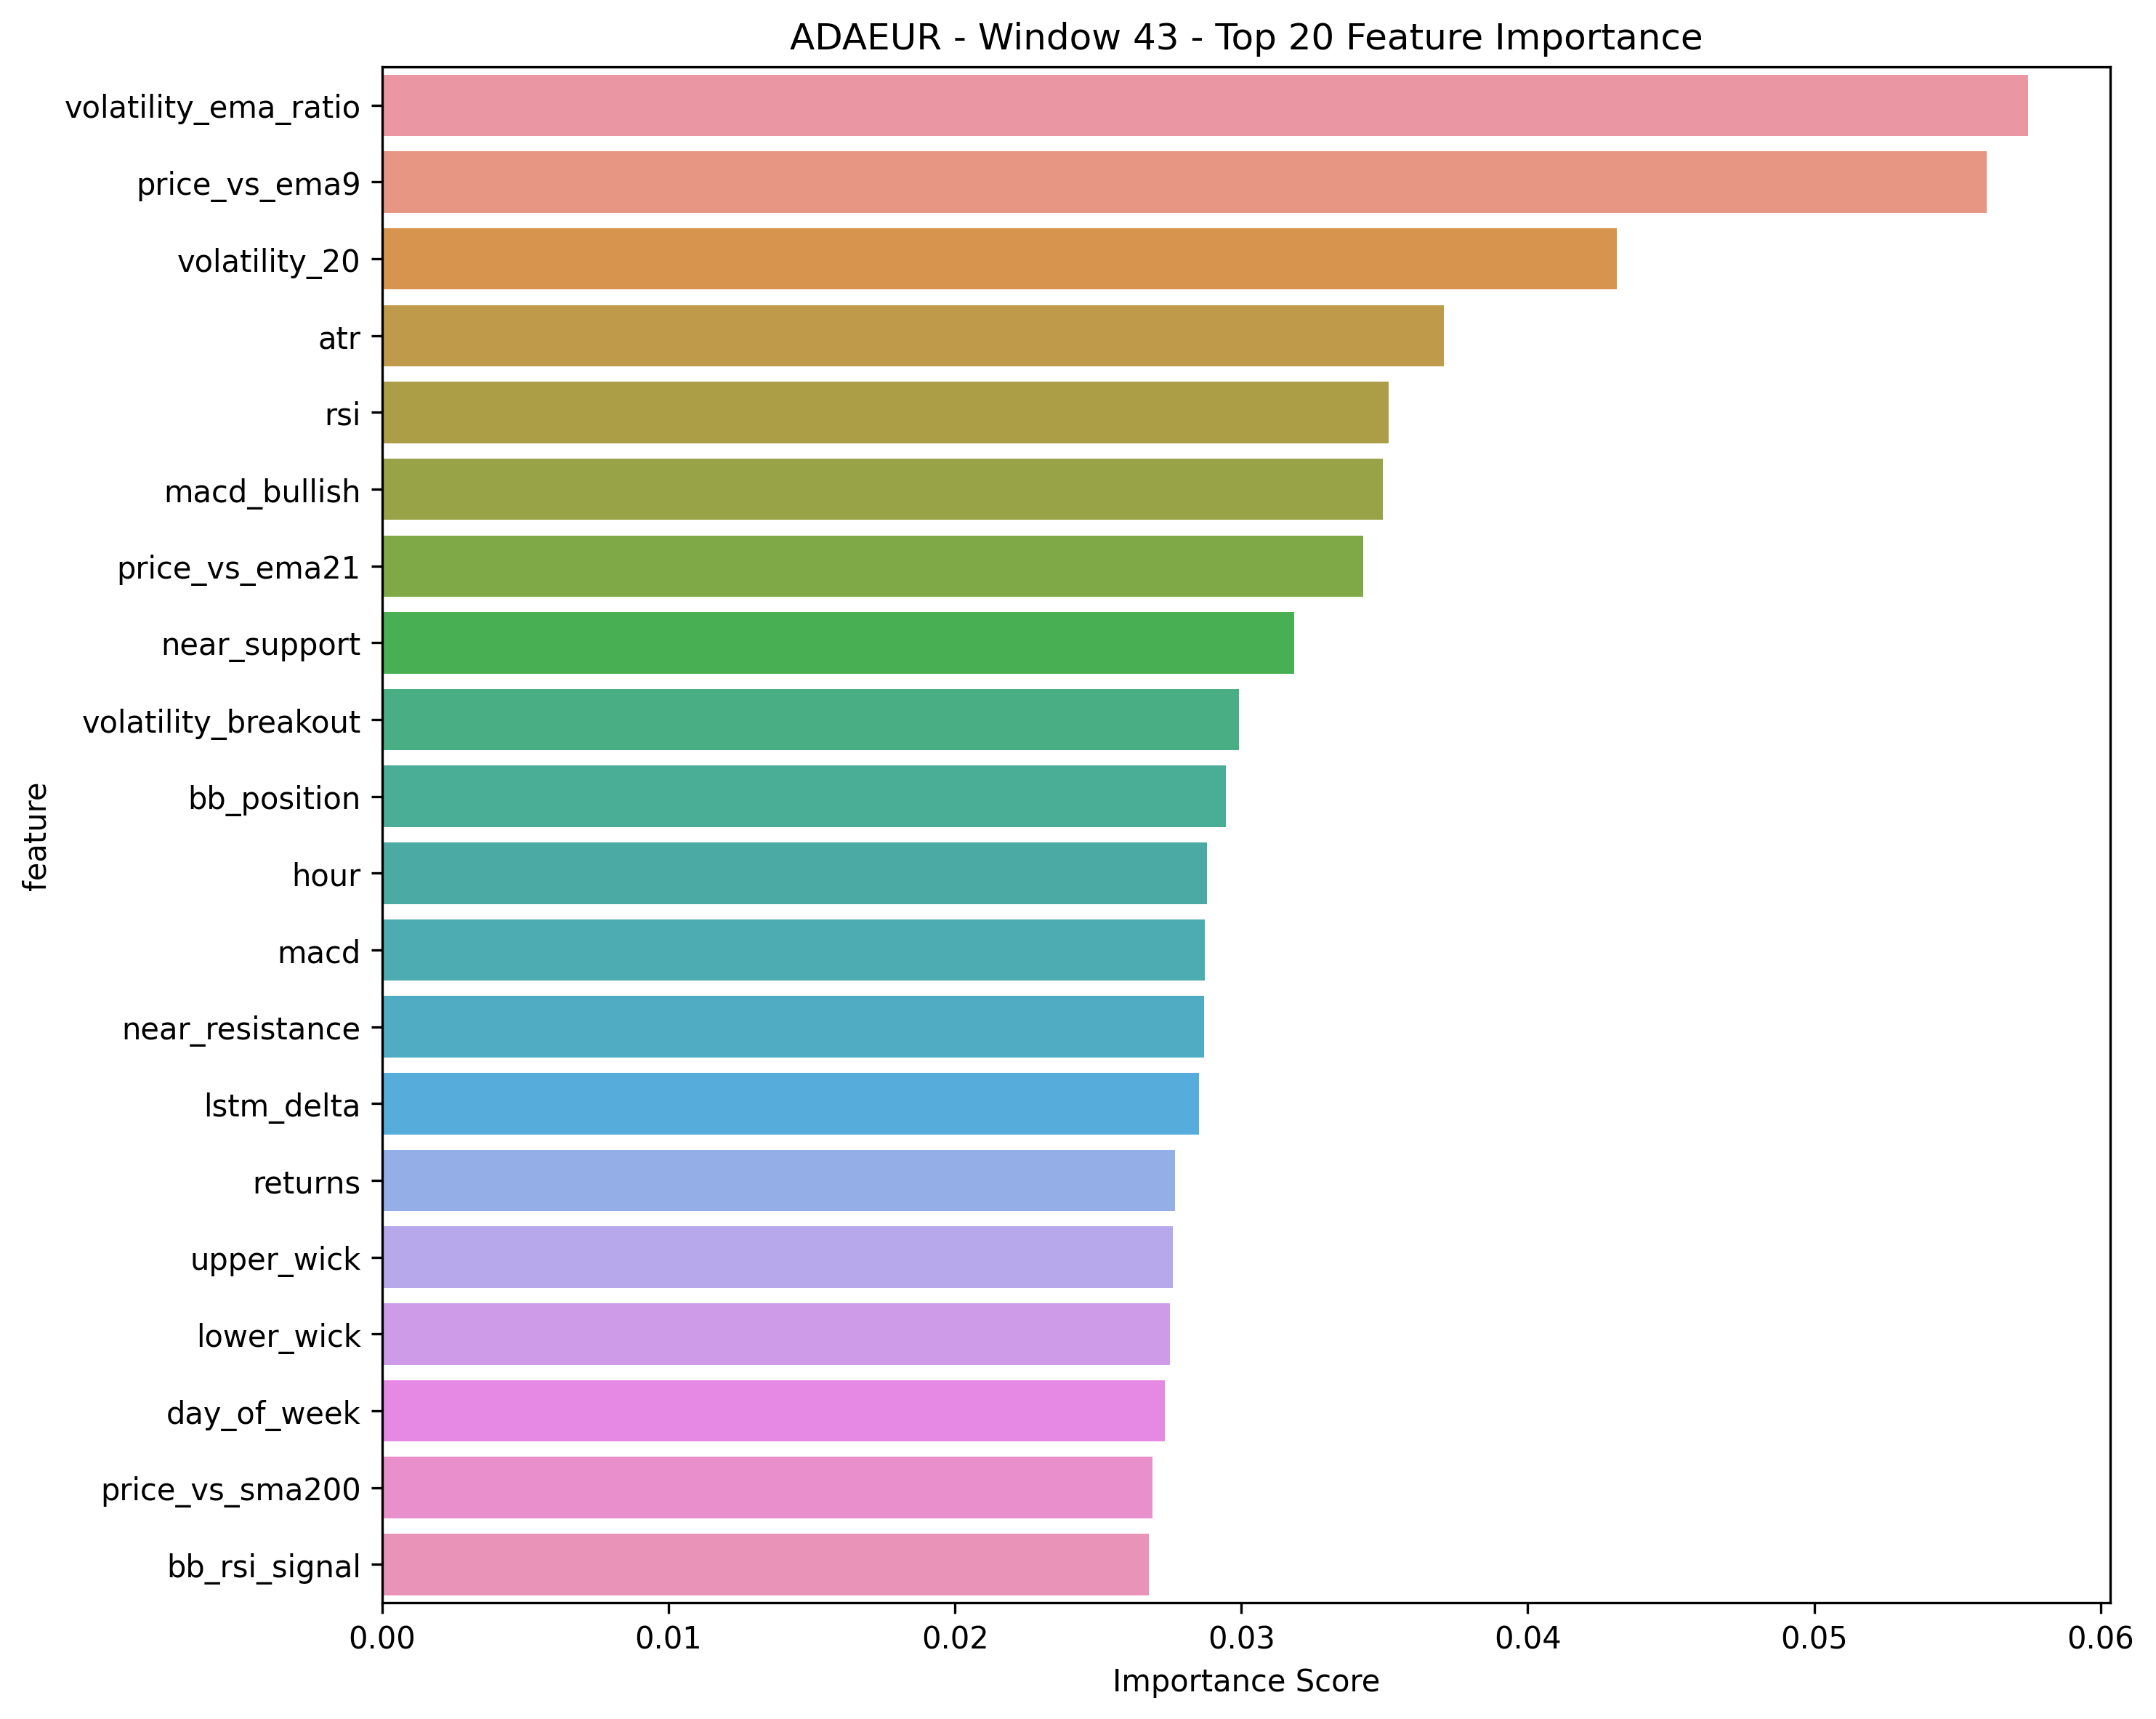 ADAEUR - Window 43 - Top 20 Feature Importance
volatility_ema_ratio
price_vs_ema9
volatility_20
atr
rsi
macd_bullish
price_vs_ema21
near_support
volatility_breakout
bb_position
hour
macd
near_resistance
lstm_delta
returns
upper_wick
lower_wick
day_of_week
price_vs_sma200
bb_rsi_signal
feature
0.00 0.01 0.02 0.03 0.04 0.05 0.06
Importance Score